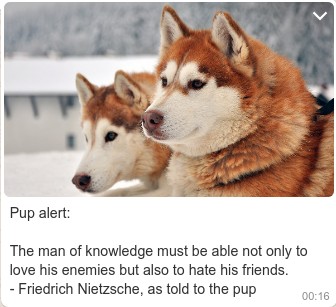 Pup alert:
The man of knowledge must be able not only to
love his enemies but also to hate his friends.
- Friedrich Nietzsche, as told to the pup
00:16